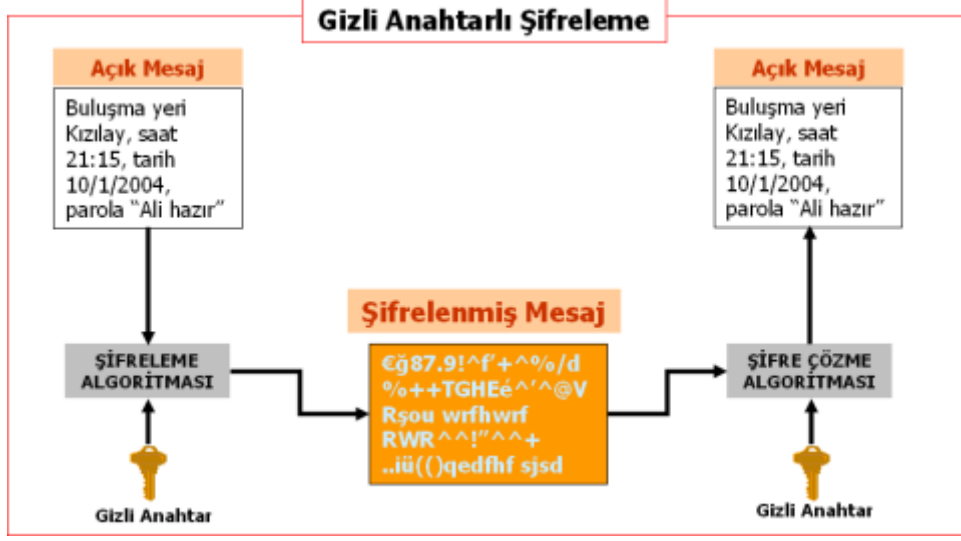 Gizli Anahtarlı Şifreleme
Açık Mesaj
Buluşma yeri
Kızılay, saat
21:15, tarih
10/1/2004,
parola “Ali hazır”
Açık Mesaj
Buluşma yeri
Kızılay, saat
21:15, tarih
10/1/2004,
parola “Ali hazır”
Şifrelenmiş Mesaj
€ğ87.9!^f'+^%/d
%++TGHEé^'^@V
Rşou wrfhwrf
RWR^^!”^^+
..iü(()qedfhf sjsd
ŞİFRELEME
ALGORİTMASI
ŞİFRE ÇÖZME
ALGORİTMASI
Gizli Anahtar
Gizli Anahtar